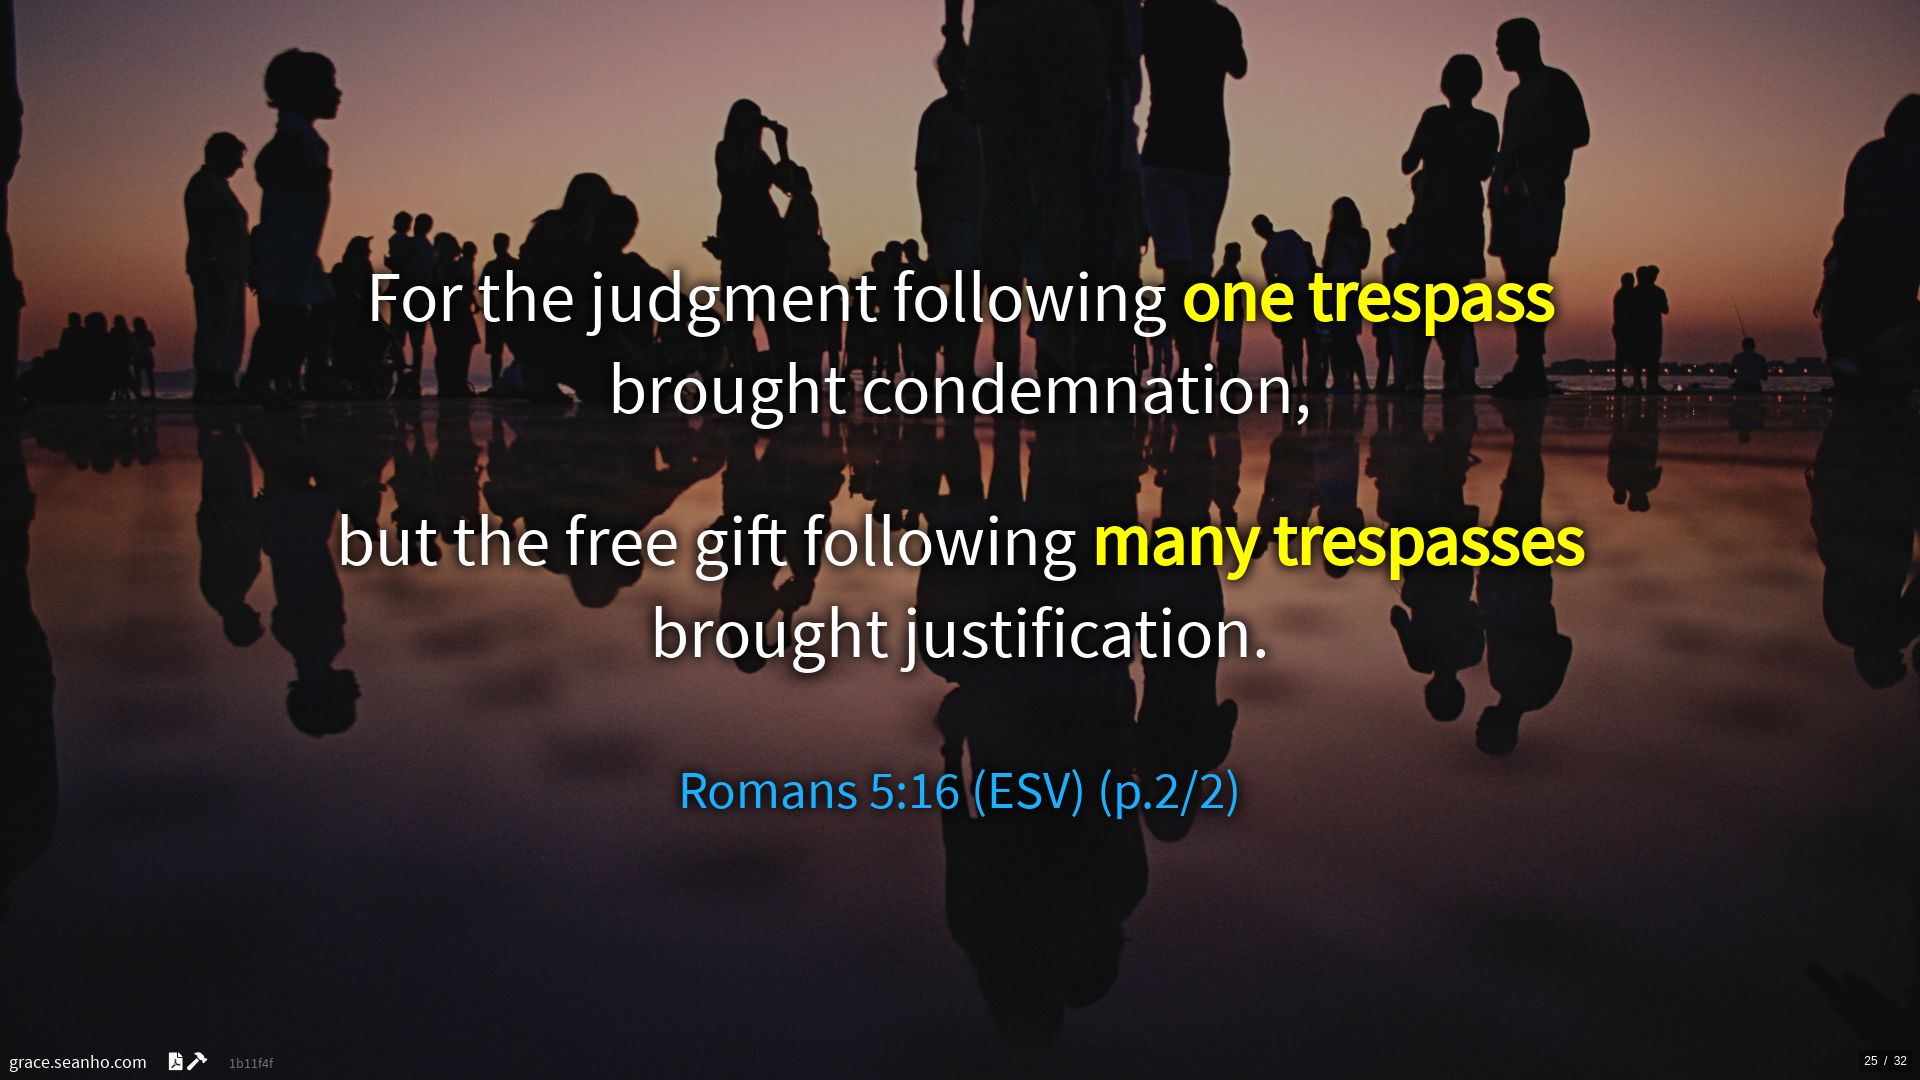 For the judgment following one trespass
brought condemnation,
but the free gift following many trespasses
brought justification.
Romans 5:16 (ESV) (p.2/2)
grace.seanho.com 1b11f4f
25 / 32